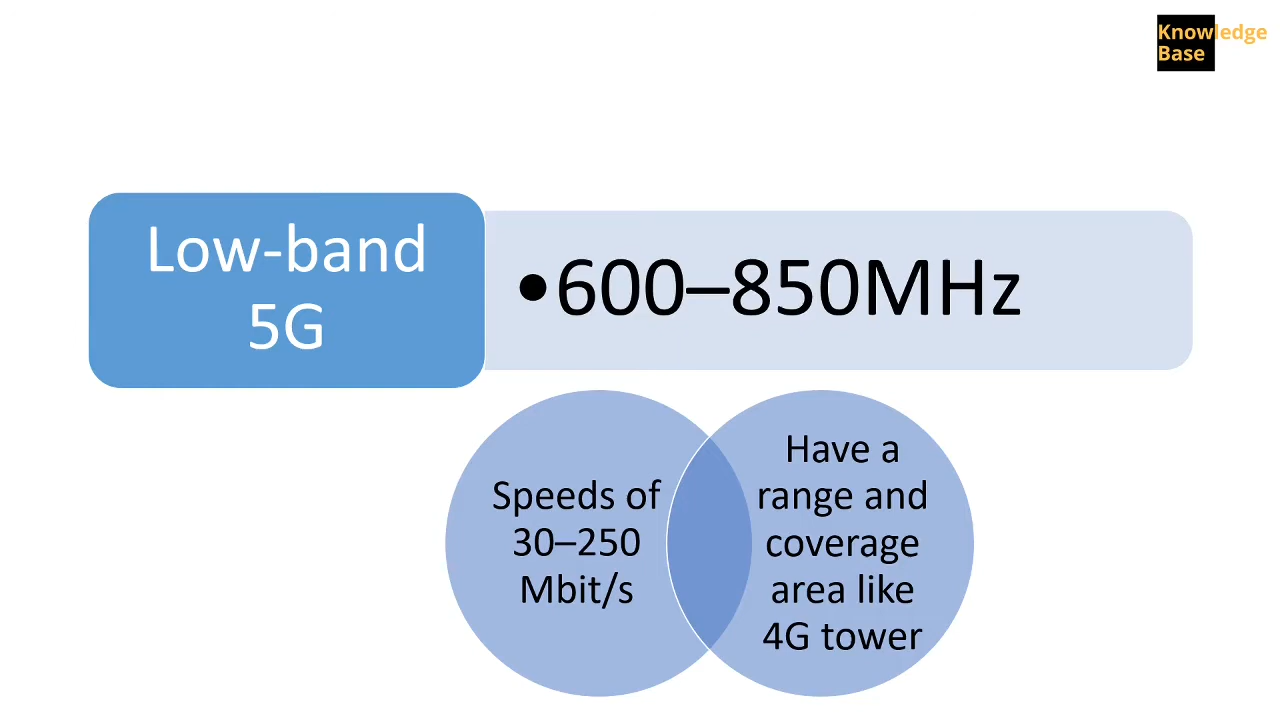 Knowledge
Base
Low-band
5G
•600–850MHz
Speeds of
30–250
Mbit/s
Have a
range and
coverage
area like
4G tower